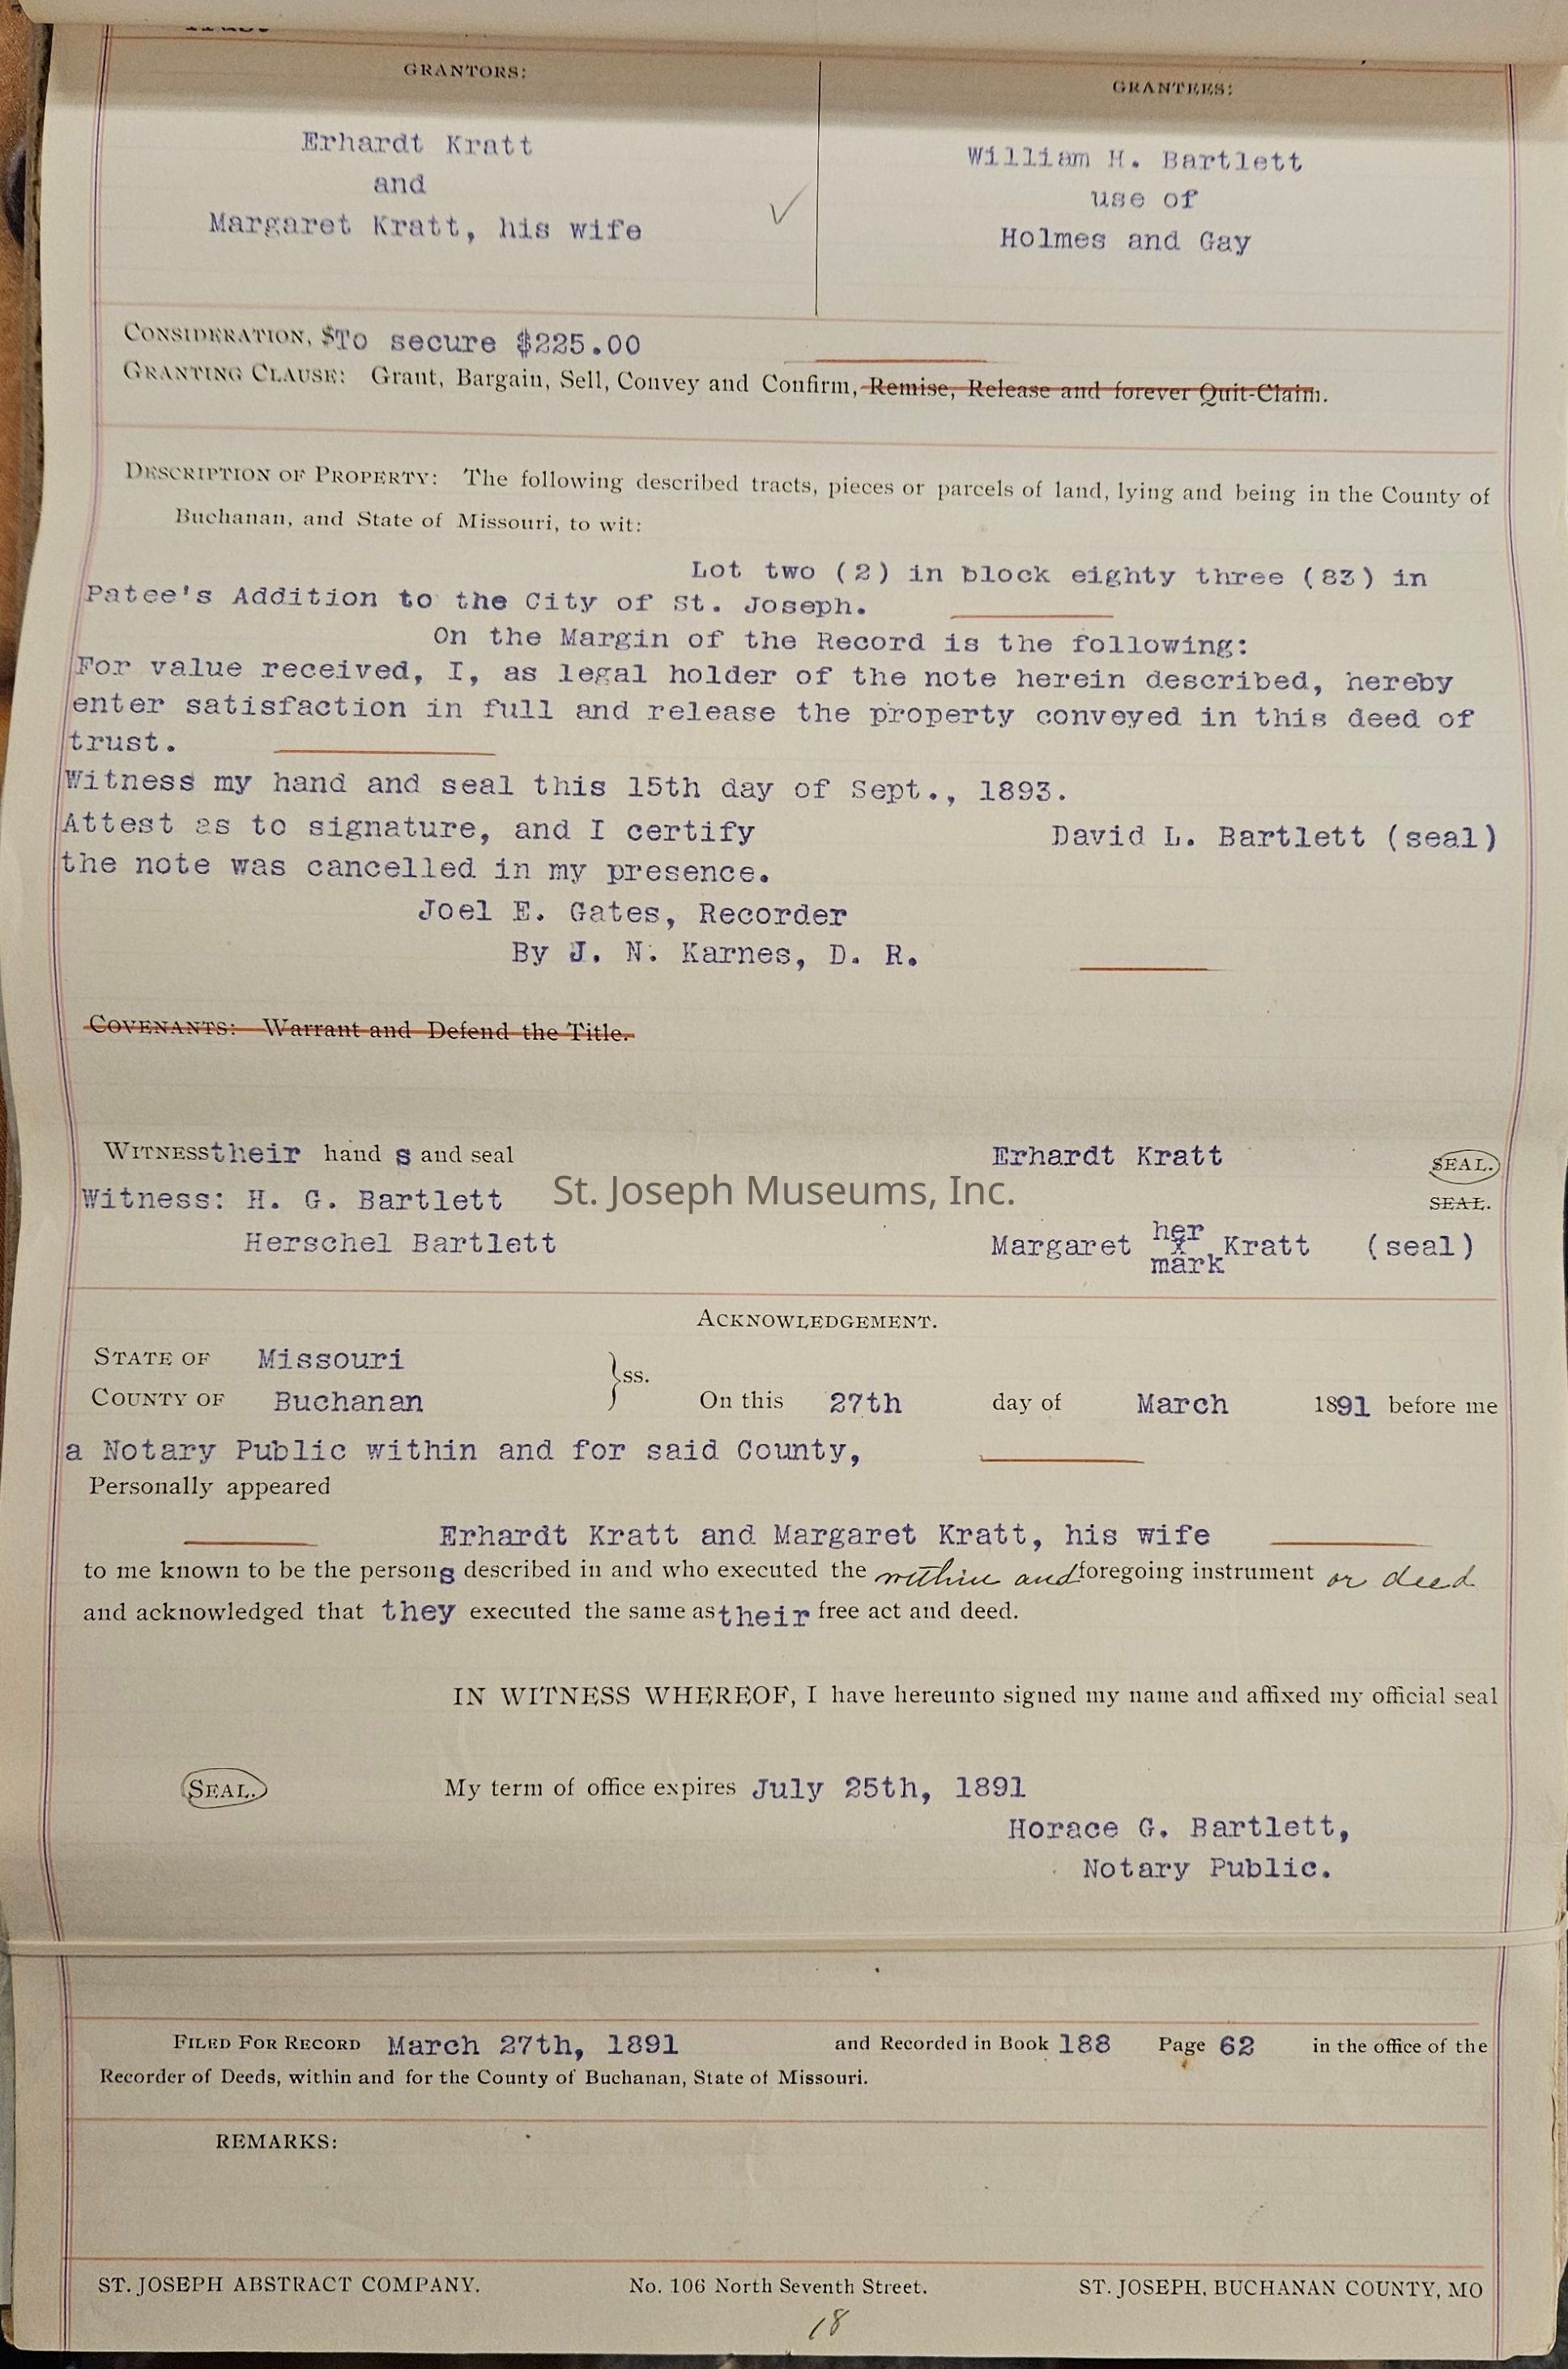 GRANTORS:
GRANTEES:
Erhardt Kratt
and
Margaret Kratt, his wife
William H. Bartlett
use of
Holmes and Gay
CONSIDERATION, $To secure $225.00
GRANTING CLAUSE: Grant, Bargain, Sell, Convey and Confirm, Remise, Release and forever Quit-Claim.
DESCRIPTION OF PROPERTY: The following described tracts, pieces or parcels of land, lying and being in the County of
Buchanan, and State of Missouri, to wit:
Lot two (2) in block eighty three (83) in
Patee's Addition to the City of St. Joseph.
On the Margin of the Record is the following:
For value received, I, as legal holder of the note herein described, hereby
enter satisfaction in full and release the property conveyed in this deed of
trust.
Witness my hand and seal this 15th day of Sept., 1893.
Attest as to signature, and I certify David L. Bartlett (seal)
the note was cancelled in my presence.
Joel E. Gates, Recorder
By J. N. Karnes, D. R.
COVENANTS: Warrant and Defend the Title.
WITNESS their hand s and seal Erhardt Kratt SEAL.
St. Joseph Museums, Inc.
Witness: H. G. Bartlett SEAL.
Herschel Bartlett Margaret her x mark Kratt (seal)
ACKNOWLEDGEMENT.
STATE OF Missouri
COUNTY OF Buchanan }ss. On this 27th day of March 1891 before me
a Notary Public within and for said County,
Personally appeared
Erhardt Kratt and Margaret Kratt, his wife
to me known to be the persons described in and who executed the within and foregoing instrument or deed
and acknowledged that they executed the same as their free act and deed.
IN WITNESS WHEREOF, I have hereunto signed my name and affixed my official seal
SEAL. My term of office expires July 25th, 1891
Horace G. Bartlett,
Notary Public.
FILED FOR RECORD March 27th, 1891 and Recorded in Book 188 Page 62 in the office of the
Recorder of Deeds, within and for the County of Buchanan, State of Missouri.
REMARKS:
ST. JOSEPH ABSTRACT COMPANY. No. 106 North Seventh Street. ST. JOSEPH, BUCHANAN COUNTY, MO
18